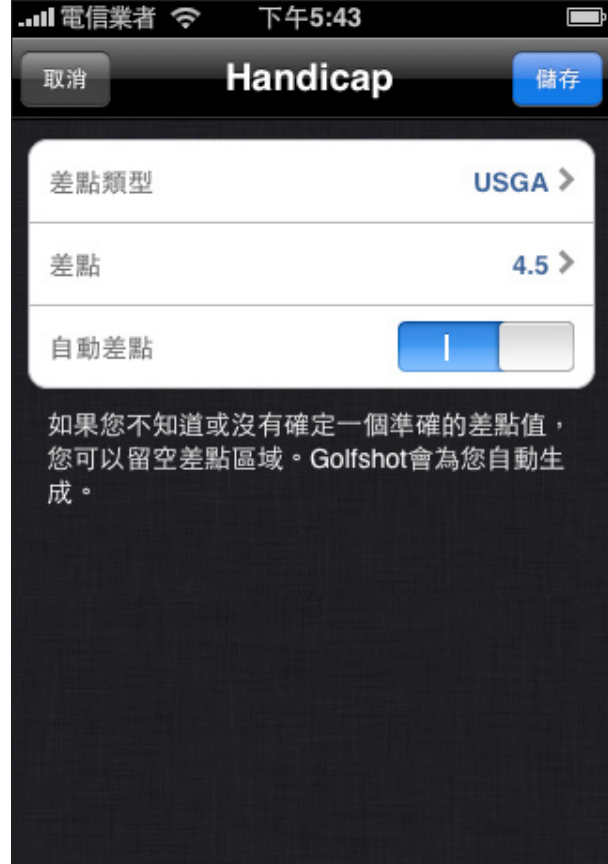 電信業者 下午5:43
取消 Handicap 儲存
差點類型 USGA
差點 4.5
自動差點
如果您不知道或沒有確定一個準確的差點值，
您可以留空差點區域。Golfshot會為您自動生
成。